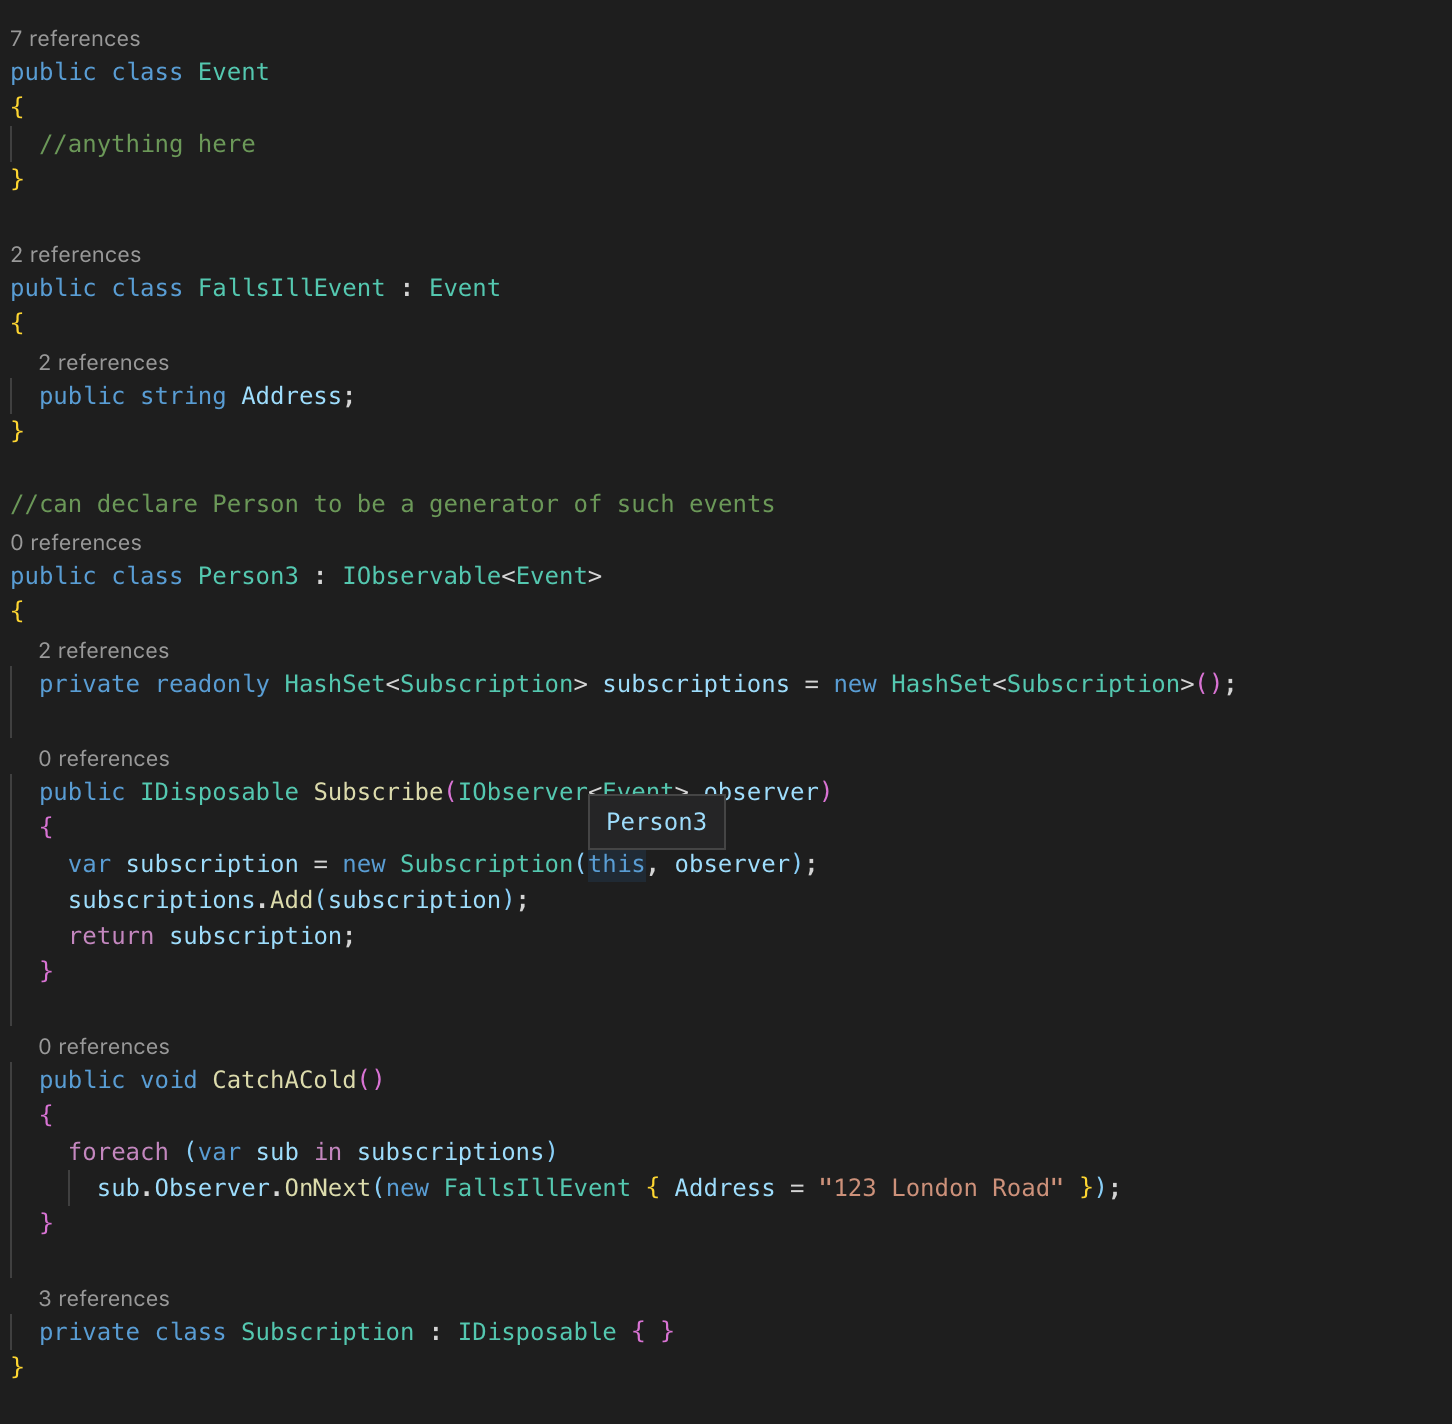 7 references
public class Event
{
  //anything here
}

2 references
public class FallsIllEvent : Event
{
  2 references
  public string Address;
}

//can declare Person to be a generator of such events
0 references
public class Person3 : IObservable<Event>
{
  2 references
  private readonly HashSet<Subscription> subscriptions = new HashSet<Subscription>();

  0 references
  public IDisposable Subscribe(IObserver<Event> observer)
  {
Person3
    var subscription = new Subscription(this, observer);
    subscriptions.Add(subscription);
    return subscription;
  }

  0 references
  public void CatchACold()
  {
    foreach (var sub in subscriptions)
      sub.Observer.OnNext(new FallsIllEvent { Address = "123 London Road" });
  }

  3 references
  private class Subscription : IDisposable { }
}